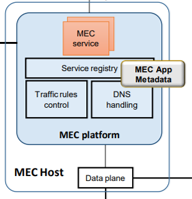 MEC
service
Service registry
MEC App
Metadata
Traffic rules
control
DNS
handling
MEC platform
MEC Host
Data plane